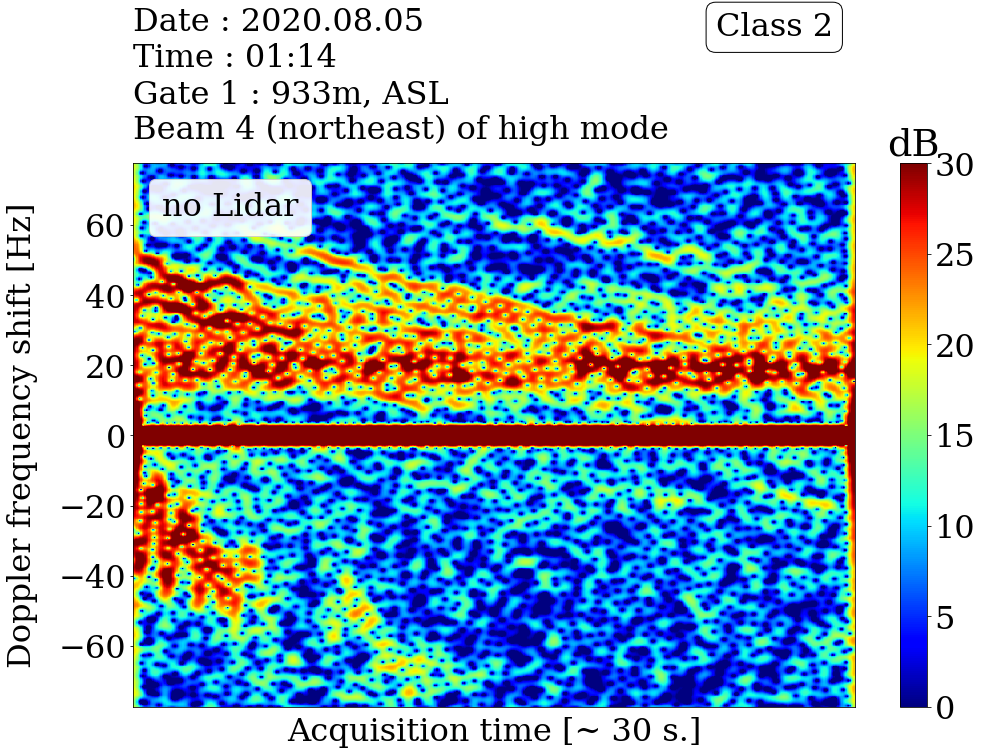 Date : 2020.08.05
Time : 01:14
Gate 1 : 933m, ASL
Beam 4 (northeast) of high mode
Class 2
dB
no Lidar
Doppler frequency shift [Hz]
60
40
20
0
−20
−40
−60
30
25
20
15
10
5
0
Acquisition time [~ 30 s.]